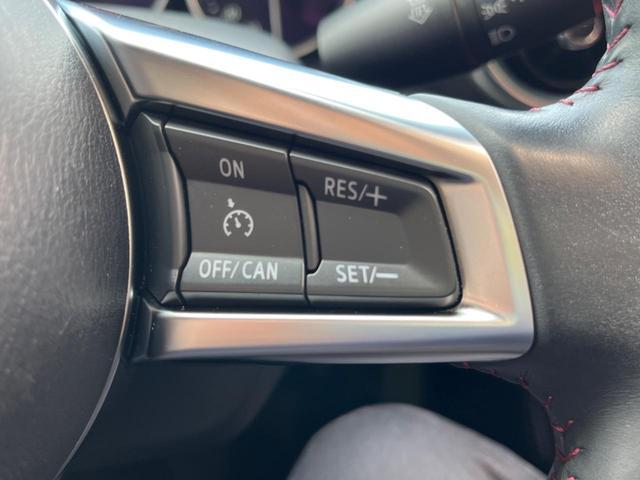 ON
RES/+
OFF/CAN
SET/—